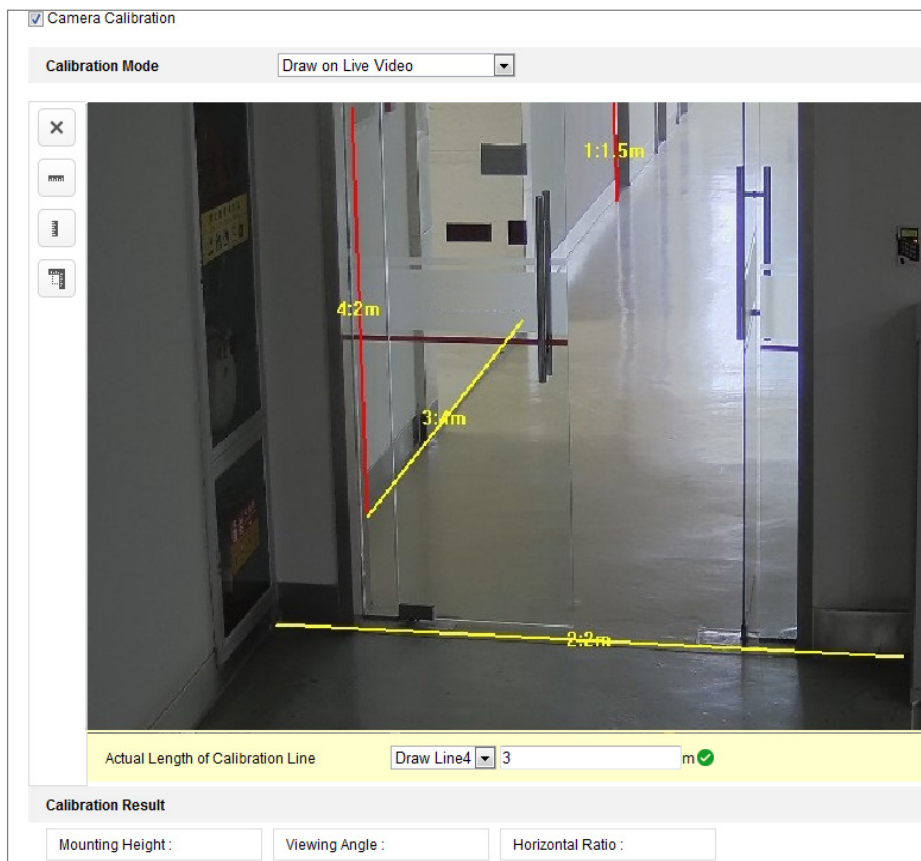 Camera Calibration
Calibration Mode
Draw on Live Video
1:1.5m
4:2m
3:4m
2:2m
Actual Length of Calibration Line
Draw Line4
3
m
Calibration Result
Mounting Height :
Viewing Angle :
Horizontal Ratio :